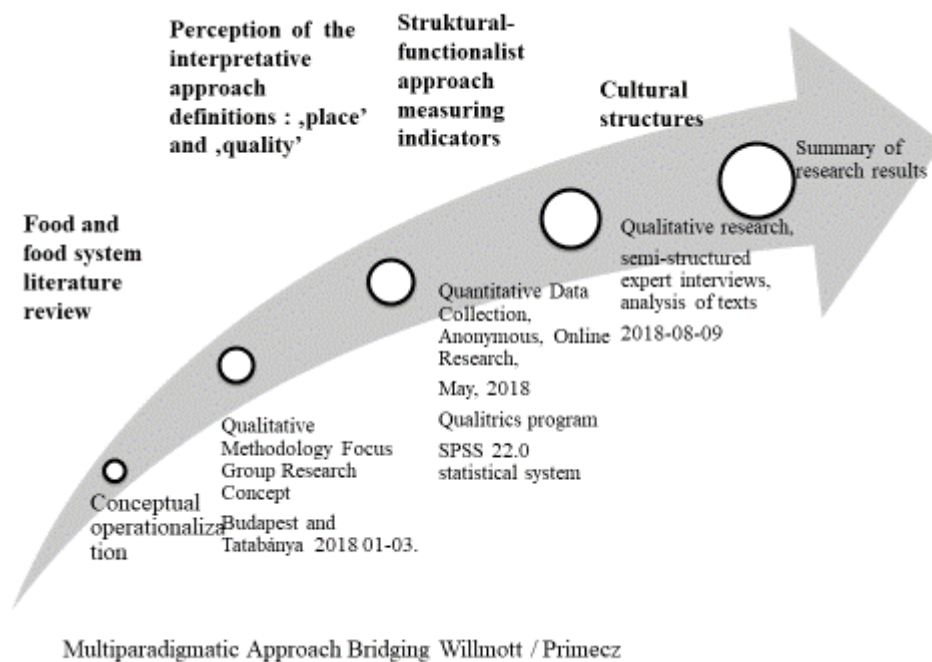 Perception of the
interpretative
approach
definitions : ‚place’
and ‚quality’
Struktural-
functionalist
approach
measuring
indicators
Cultural
structures
Summary of
research results
Food and
food system
literature
review
Qualitative research,
semi-structured
expert interviews,
analysis of texts
2018-08-09
Quantitative Data
Collection,
Anonymous, Online
Research,
May, 2018
Qualitrics program
SPSS 22.0
statistical system
Qualitative
Methodology Focus
Group Research
Concept
Budapest and
Tatabánya 2018 01-03.
Conceptual
operationaliza
tion
Multiparadigmatic Approach Bridging Willmott / Primecz